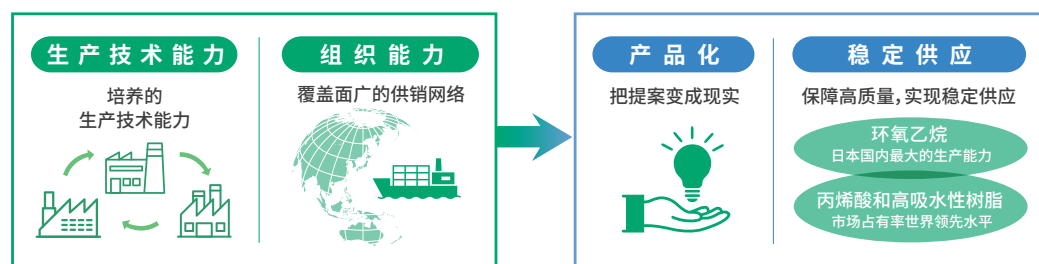 生产技术能力
培养的
生产技术能力
组织能力
覆盖面广的供销网络
产品化
把提案变成现实
稳定供应
保障高质量，实现稳定供应
环氧乙烷
日本国内最大的生产能力
丙烯酸和高吸水性树脂
市场占有率世界领先水平